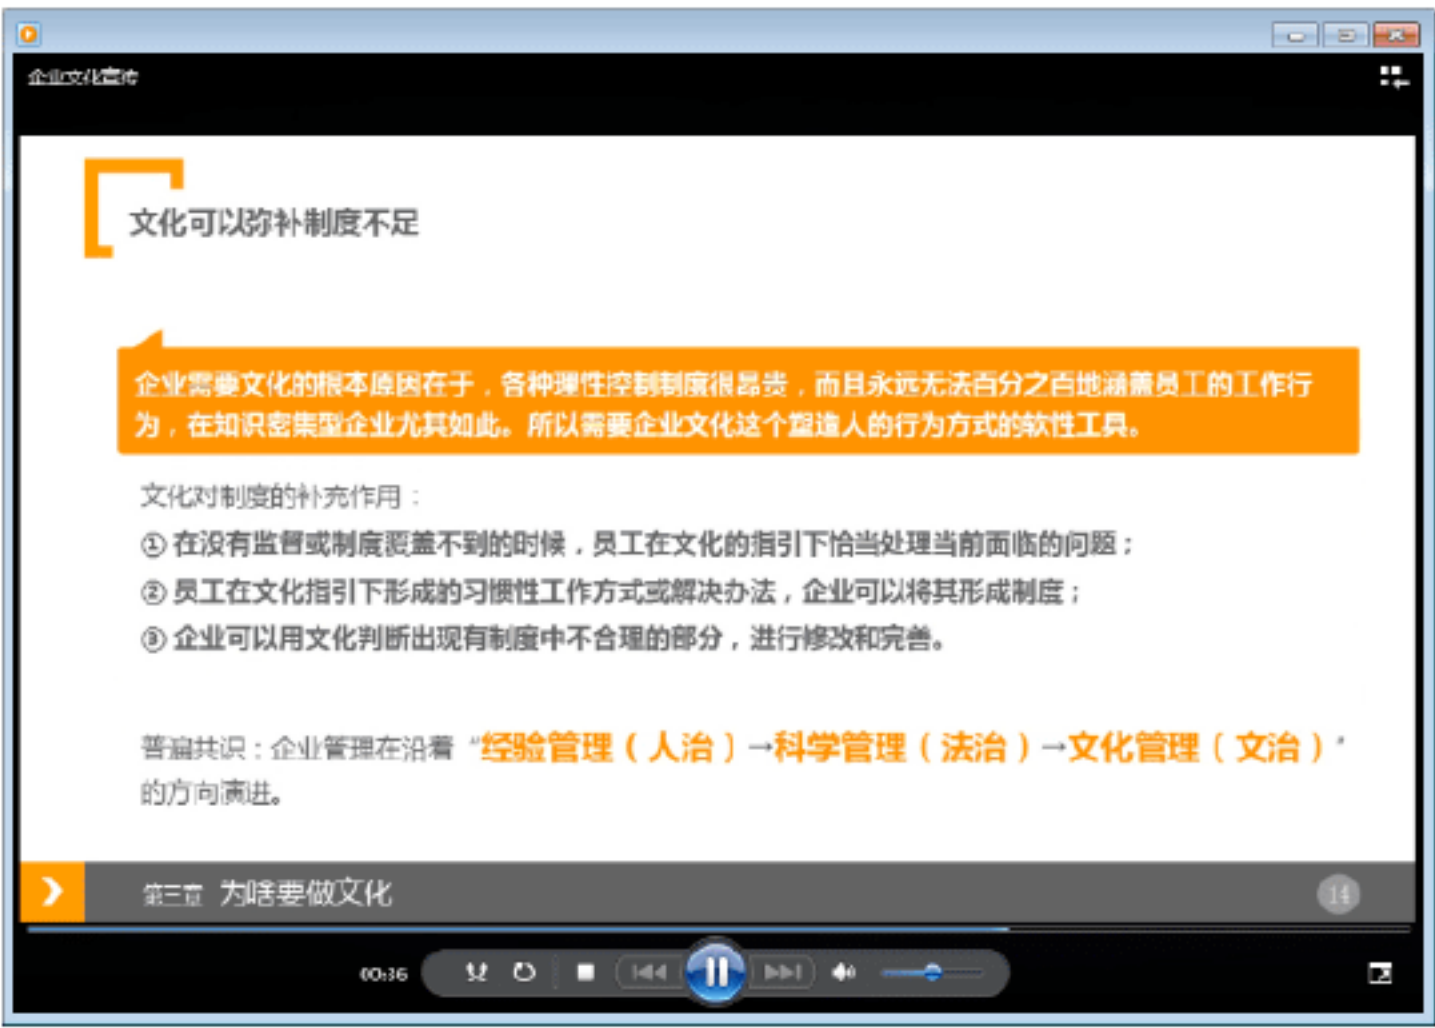 企业文化宣传
文化可以弥补制度不足
企业需要文化的根本原因在于，各种理性控制制度很昂贵，而且永远无法百分之百地涵盖员工的工作行
为，在知识密集型企业尤其如此。所以需要企业文化这个塑造人的行为方式的软性工具。
文化对制度的补充作用：
① 在没有监督或制度覆盖不到的时候，员工在文化的指引下恰当处理当前面临的问题；
② 员工在文化指引下形成的习惯性工作方式或解决办法，企业可以将其形成制度；
③ 企业可以用文化判断出现有制度中不合理的部分，进行修改和完善。
普遍共识：企业管理在沿着“经验管理（人治）→科学管理（法治）→文化管理（文治）”
的方向演进。
第三章 为啥要做文化
14
00:36